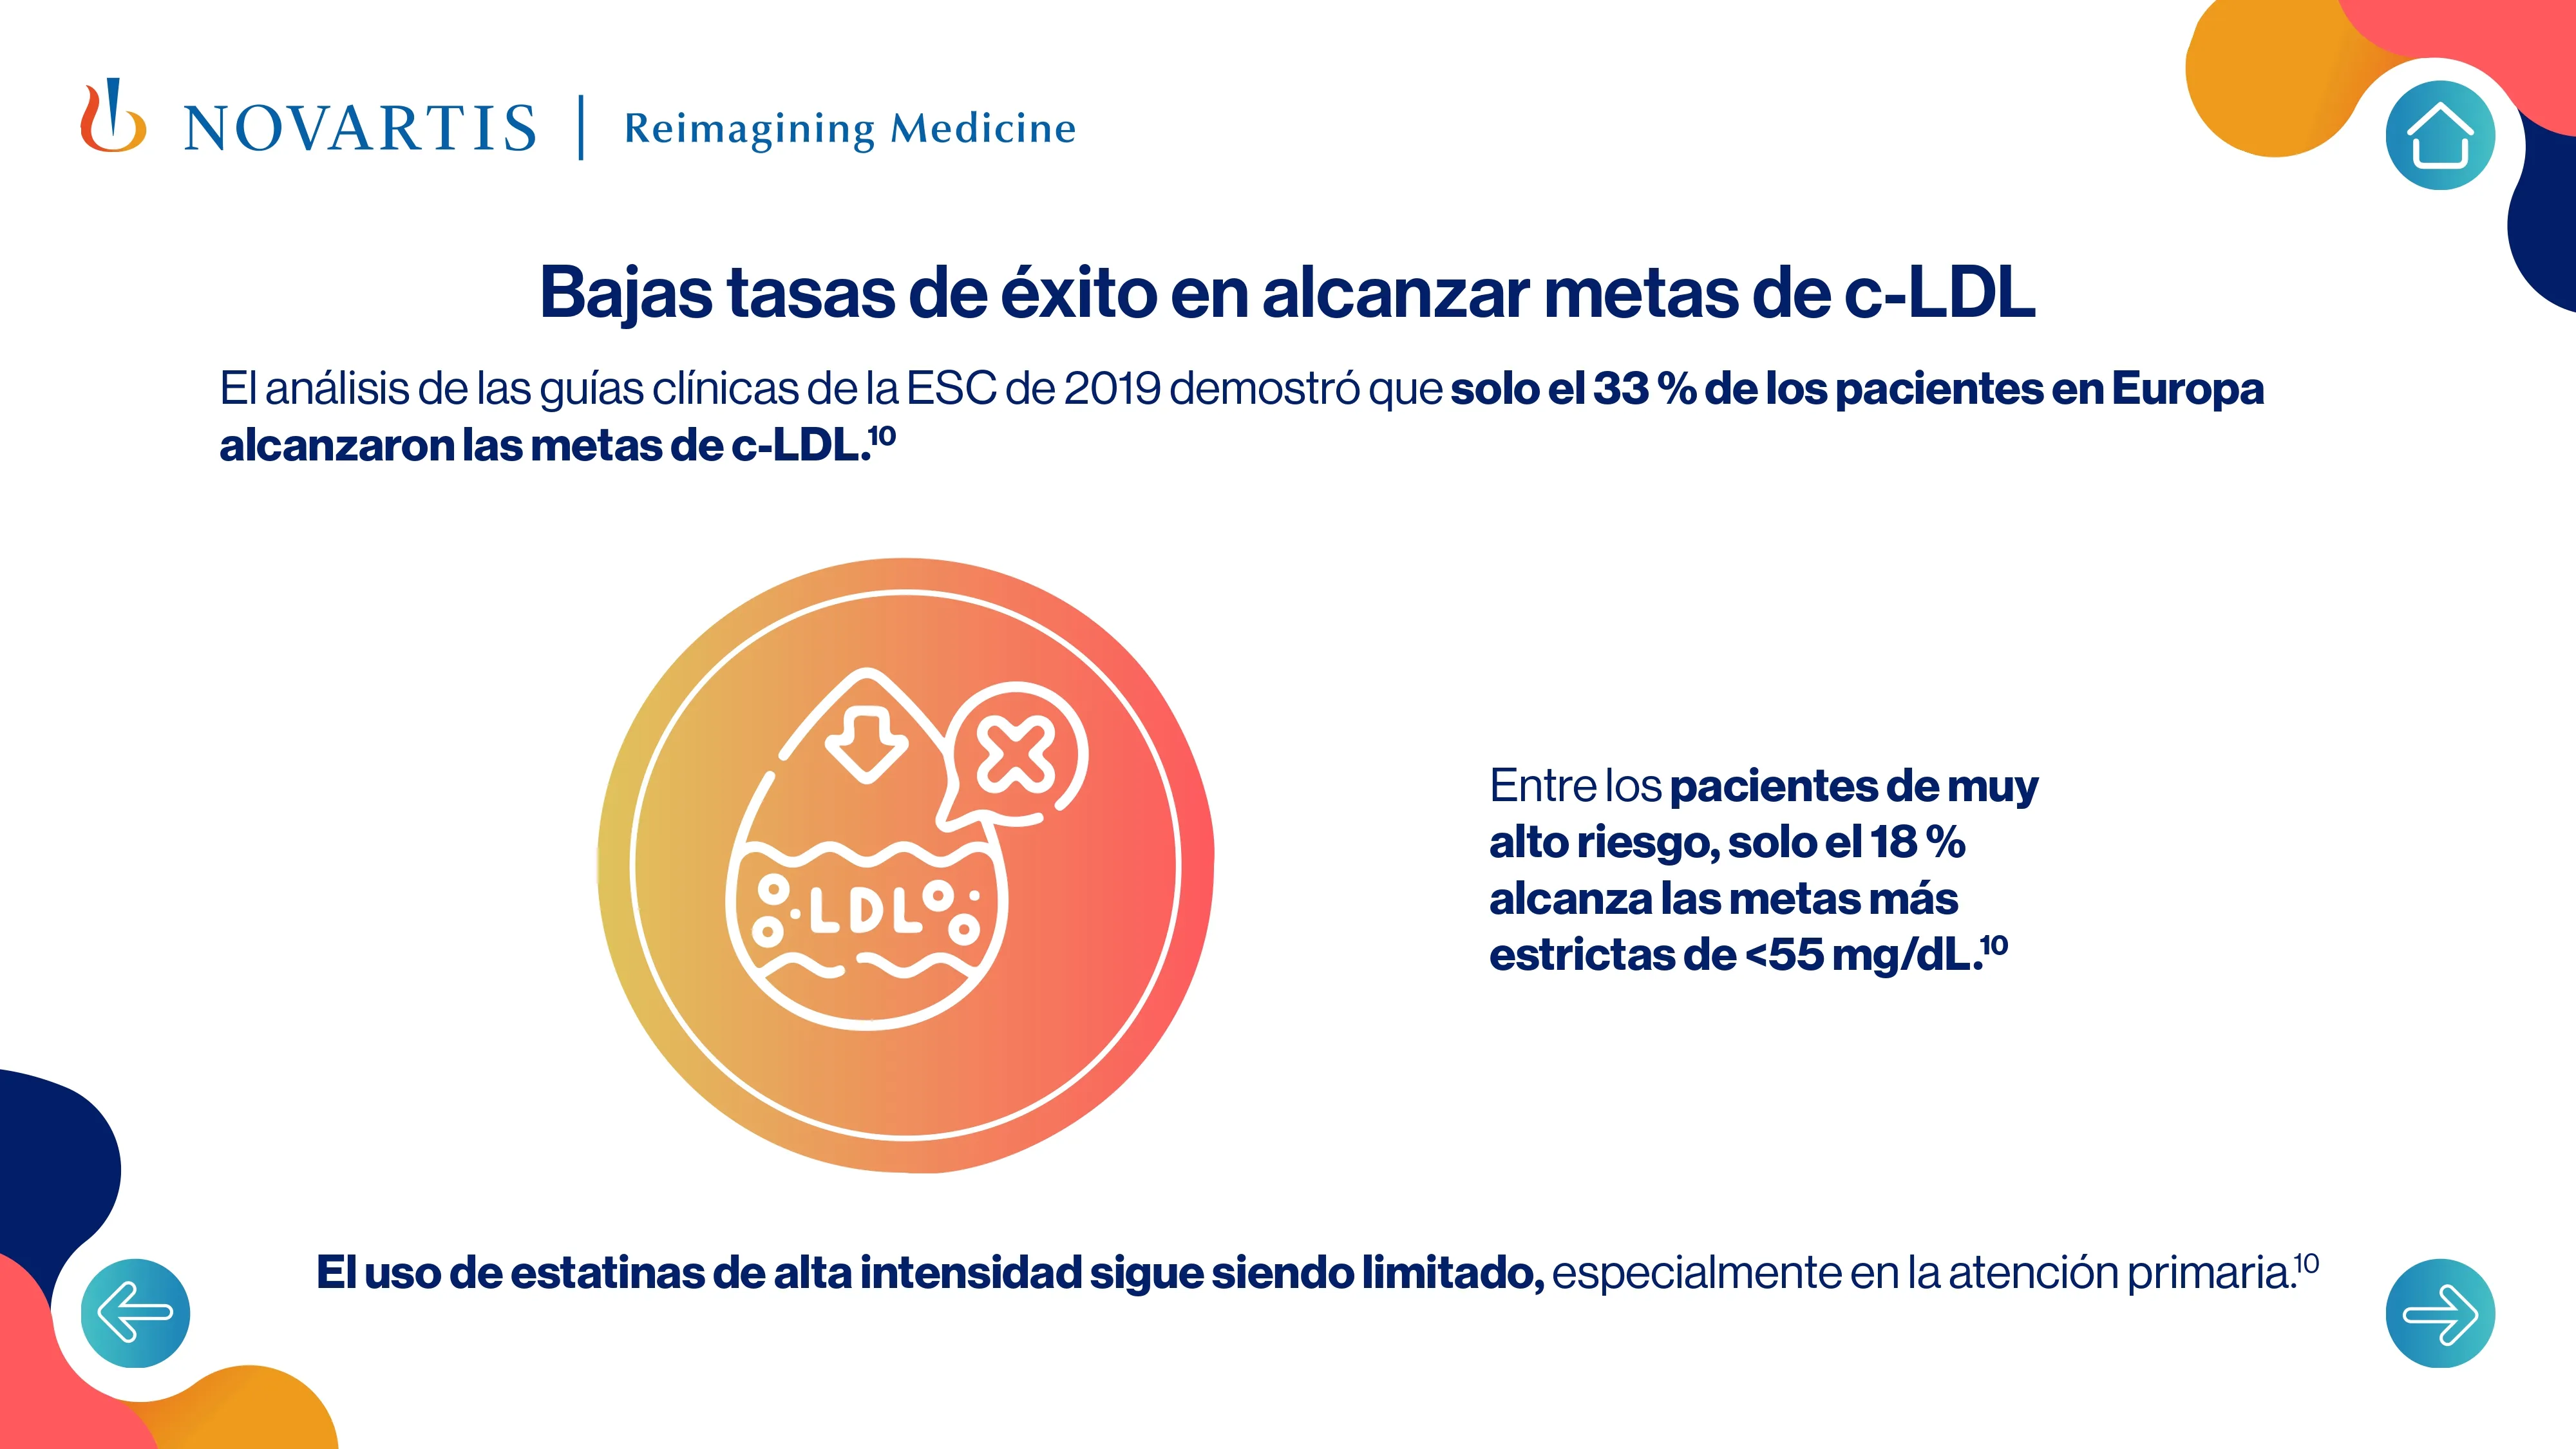 NOVARTIS | Reimagining Medicine
Bajas tasas de éxito en alcanzar metas de c-LDL
El análisis de las guías clínicas de la ESC de 2019 demostró que solo el 33 % de los pacientes en Europa
alcanzaron las metas de c-LDL.¹⁰
LDL
Entre los pacientes de muy
alto riesgo, solo el 18 %
alcanza las metas más
estrictas de <55 mg/dL.¹⁰
El uso de estatinas de alta intensidad sigue siendo limitado, especialmente en la atención primaria.¹⁰